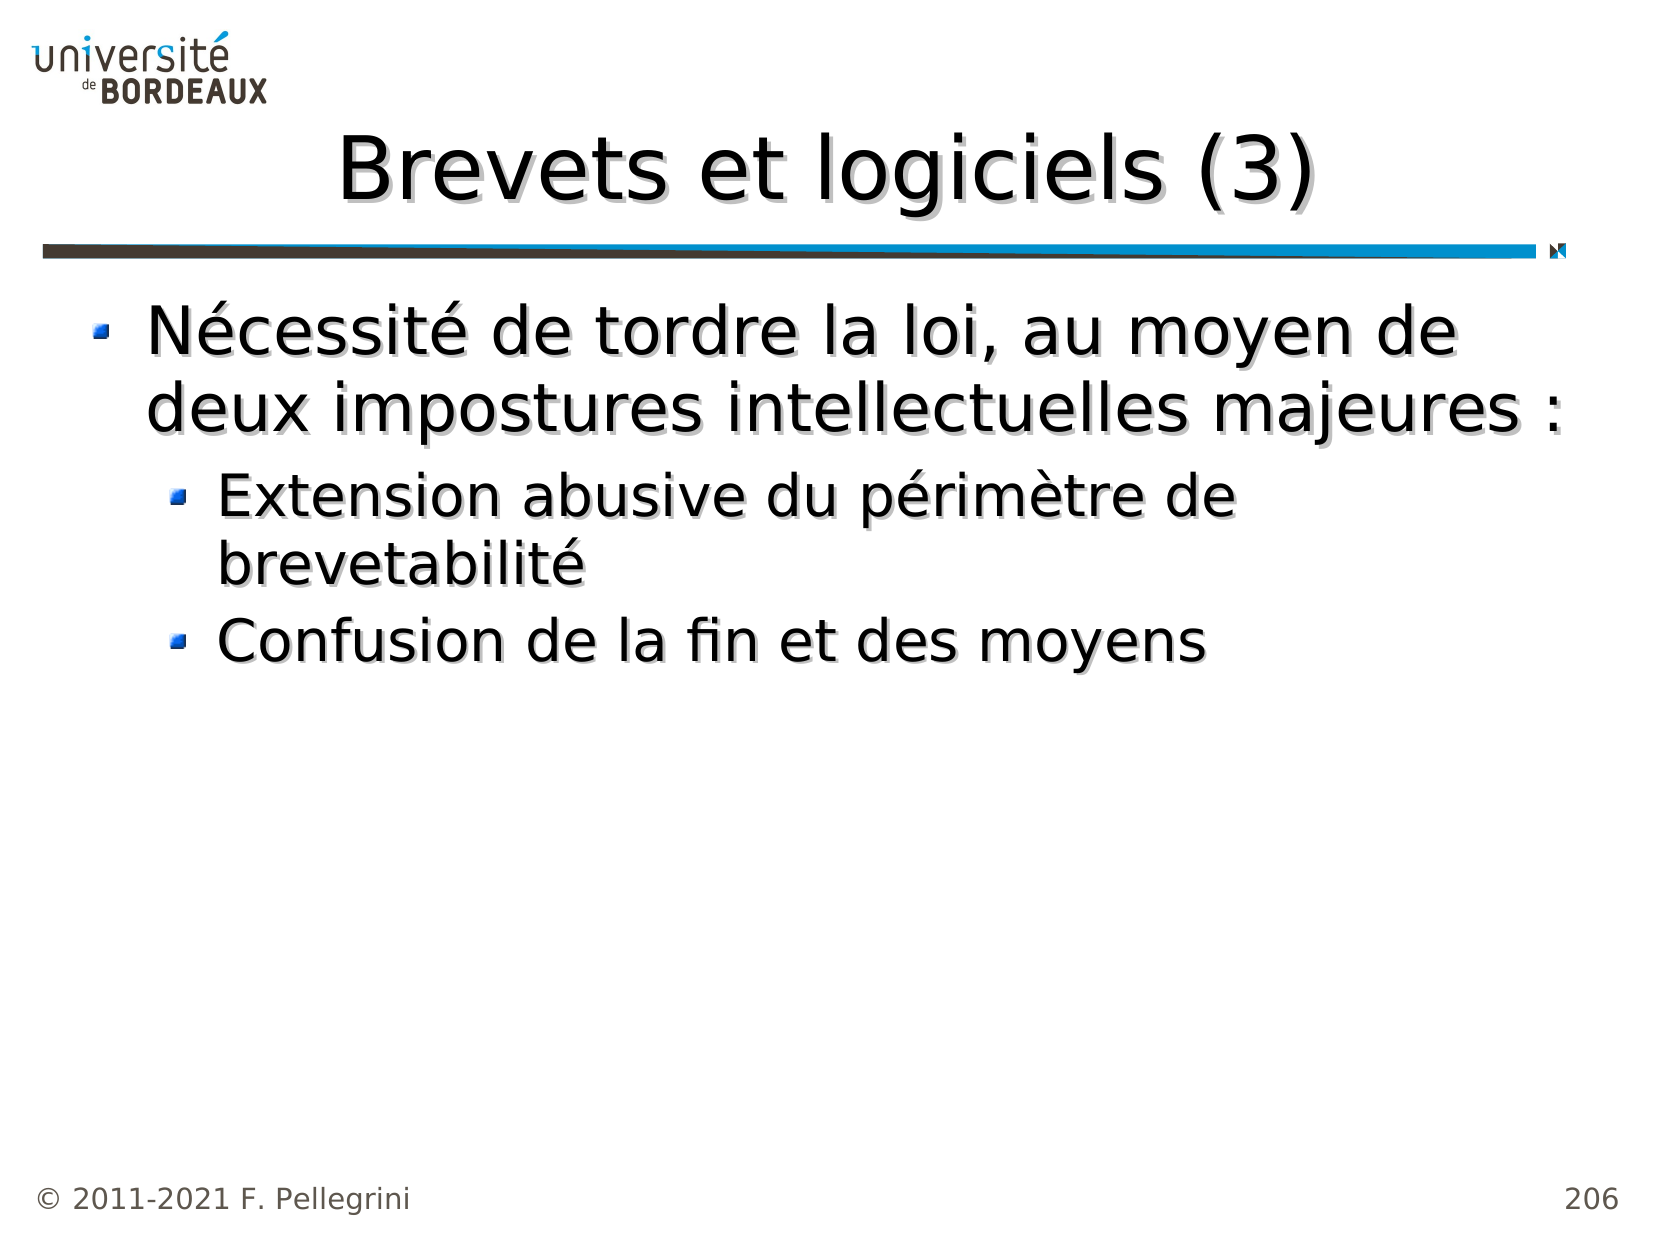 université
de BORDEAUX
Brevets et logiciels (3)
Nécessité de tordre la loi, au moyen de
deux impostures intellectuelles majeures :
Extension abusive du périmètre de
brevetabilité
Confusion de la fin et des moyens
© 2011-2021 F. Pellegrini
206